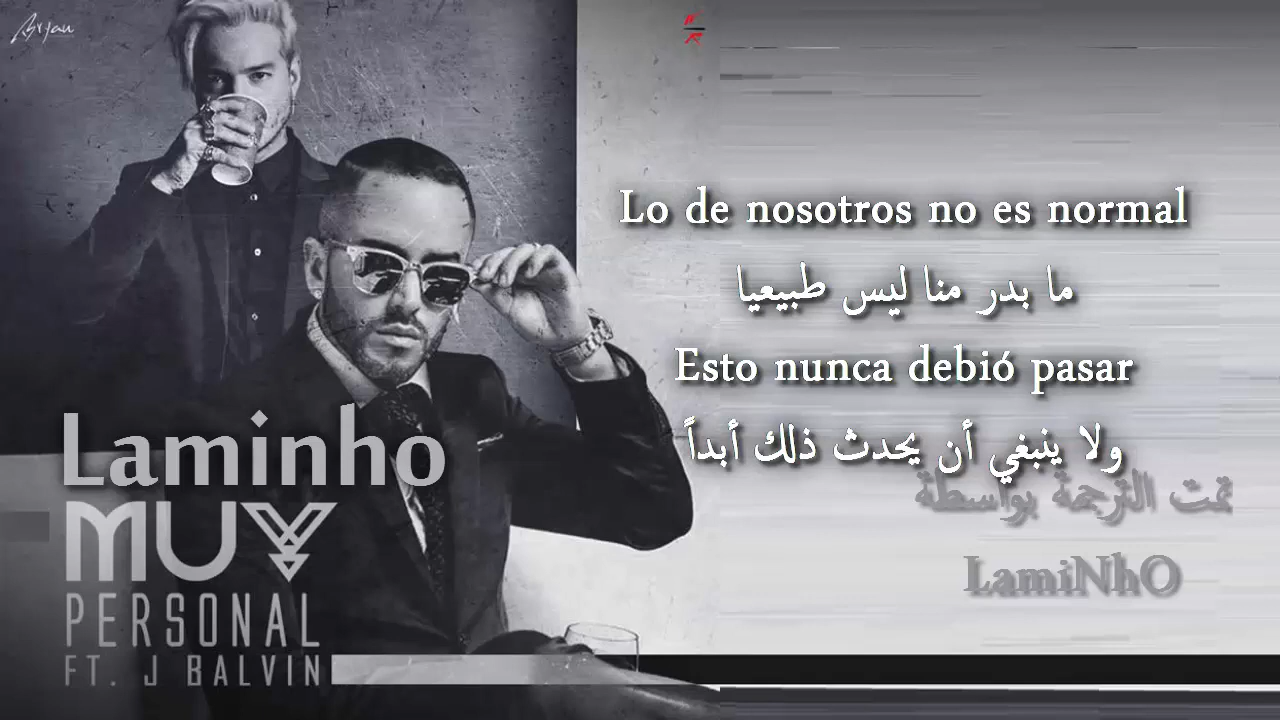 Bryan
Lo de nosotros no es normal
ما بدر منا ليس طبيعيا
Esto nunca debió pasar
ولا ينبغي أن يحدث ذلك أبداً
تمت الترجمة بواسطة
LamiNhO
Laminho
MUY
PERSONAL
FT. J BALVIN